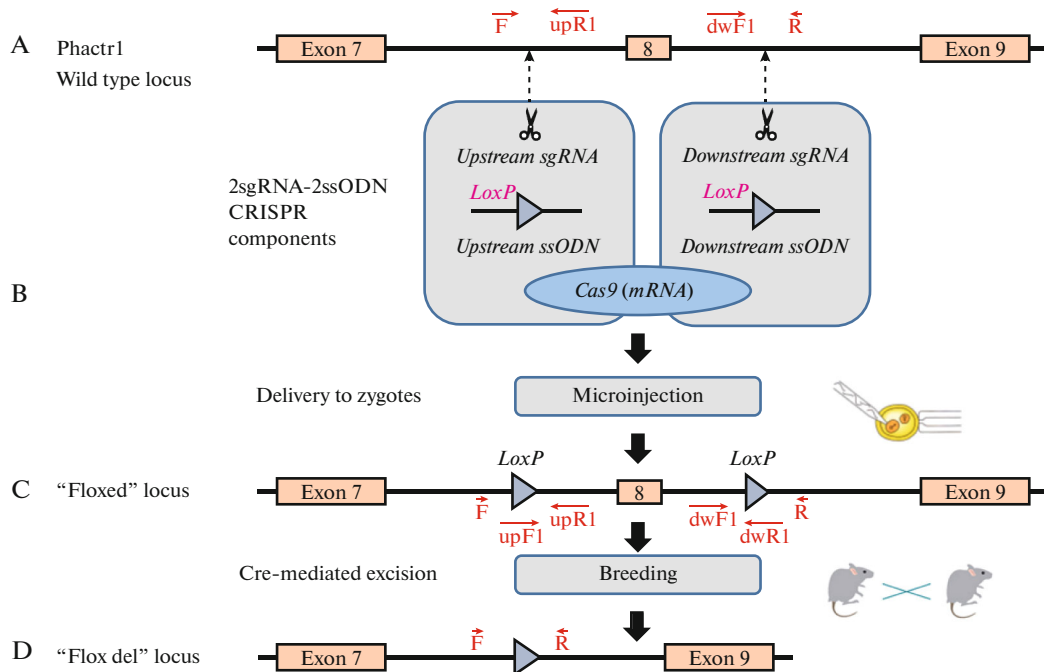 F upR1 dwF1 R
A Phactr1 Exon 7 8 Exon 9
Wild type locus
Upstream sgRNA Downstream sgRNA
2sgRNA-2ssODN LoxP LoxP
CRISPR
components Upstream ssODN Downstream ssODN
B Cas9 (mRNA)
Delivery to zygotes Microinjection
LoxP LoxP
C “Floxed” locus Exon 7 8 Exon 9
F upR1 dwF1 R
upF1 dwR1
Cre-mediated excision Breeding
F R
D “Flox del” locus Exon 7 Exon 9